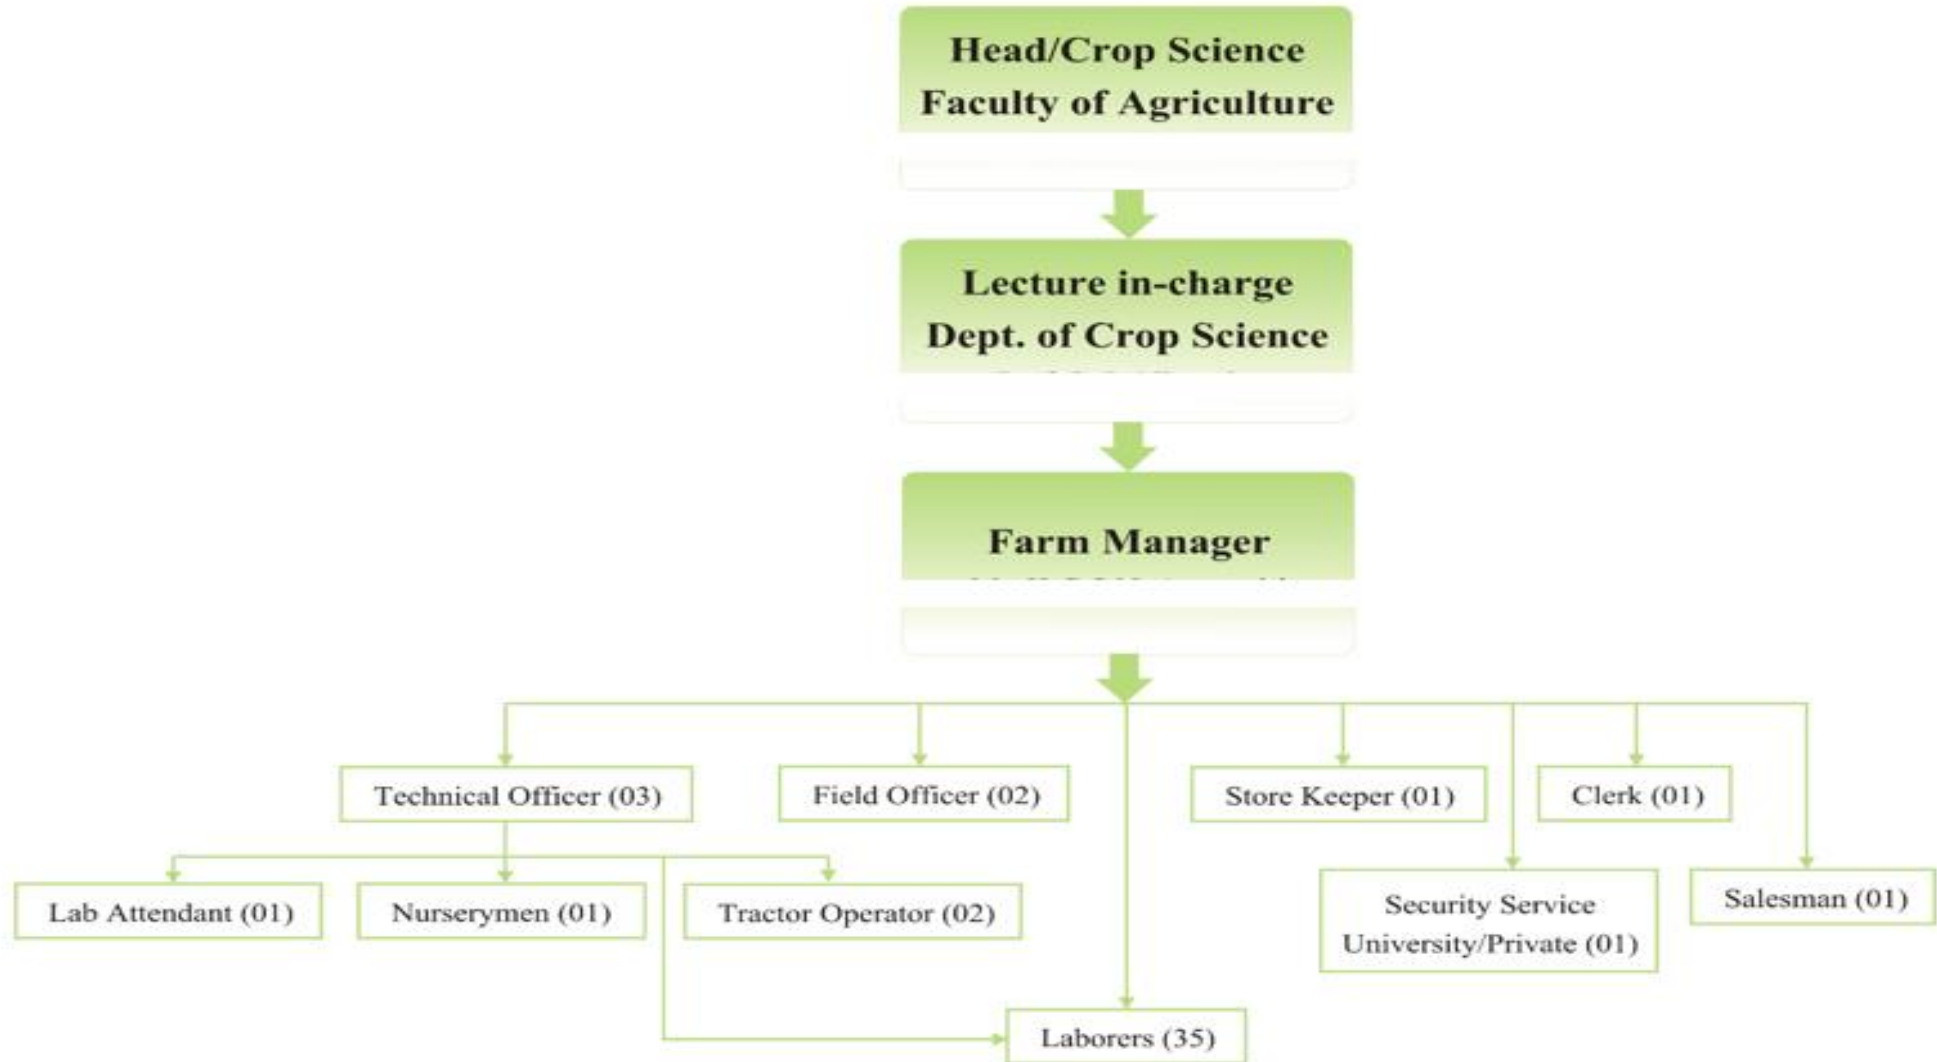 Head/Crop Science
Faculty of Agriculture
Lecture in-charge
Dept. of Crop Science
Farm Manager
Technical Officer (03)
Field Officer (02)
Store Keeper (01)
Clerk (01)
Lab Attendant (01)
Nurserymen (01)
Tractor Operator (02)
Security Service
University/Private (01)
Salesman (01)
Laborers (35)